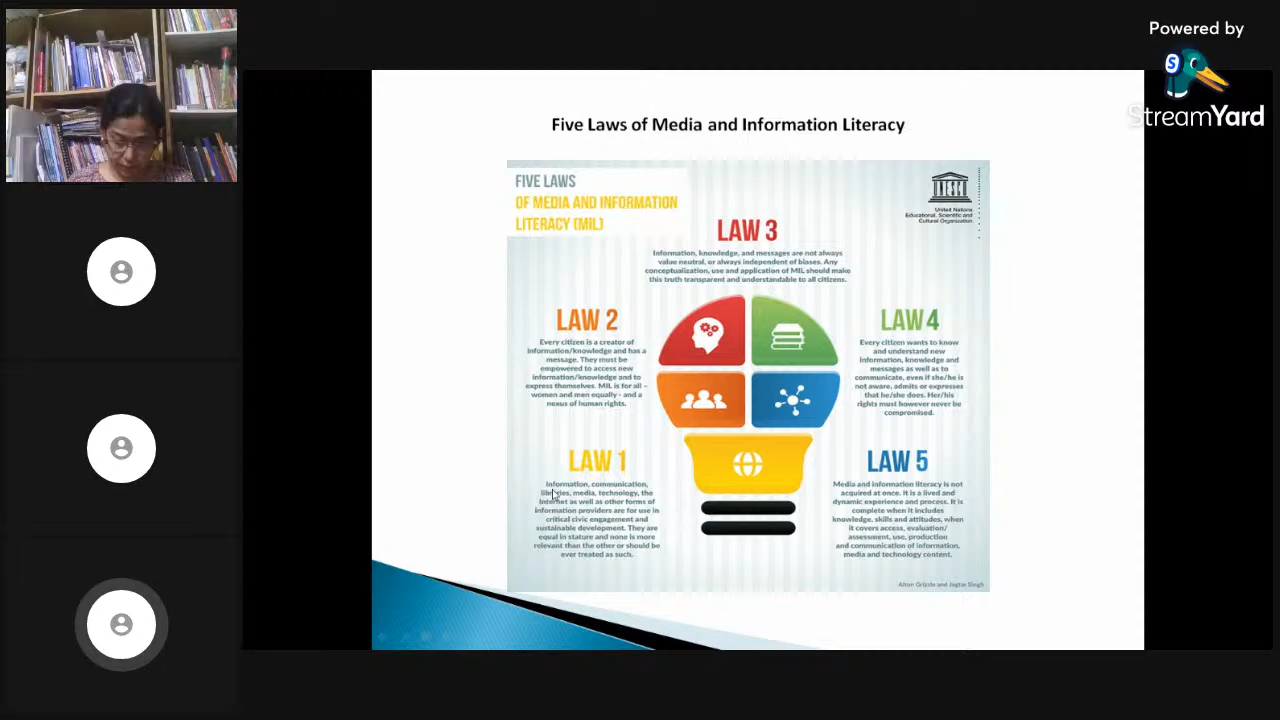 Powered by
StreamYard
Five Laws of Media and Information Literacy
FIVE LAWS
OF MEDIA AND INFORMATION
LITERACY (MIL)
United Nations
Educational, Scientific and
Cultural Organization
LAW 3
Information, knowledge, and messages are not always
value neutral, or always independent of biases. Any
conceptualization, use and application of MIL should make
this truth transparent and understandable to all citizens.
LAW 2
Every citizen is a creator of
information/knowledge and has a
message. They must be
empowered to access new
information/knowledge and to
express themselves. MIL is for all –
women and men equally - and a
nexus of human rights.
LAW 4
Every citizen wants to know
and understand new
information, knowledge and
messages as well as to
communicate, even if she/he is
not aware, admits or expresses
that he/she does. Her/his
rights must however never be
compromised.
LAW 1
Information, communication,
libraries, media, technology, the
Internet as well as other forms of
information providers are for use in
critical civic engagement and
sustainable development. They are
equal in stature and none is more
relevant than the other or should be
ever treated as such.
LAW 5
Media and information literacy is not
acquired at once. It is a lived and
dynamic experience and process. It is
complete when it includes
knowledge, skills and attitudes, when
it covers access, evaluation/
assessment, use, production
and communication of information,
media and technology content.
Alton Grizzle and Jagtar Singh